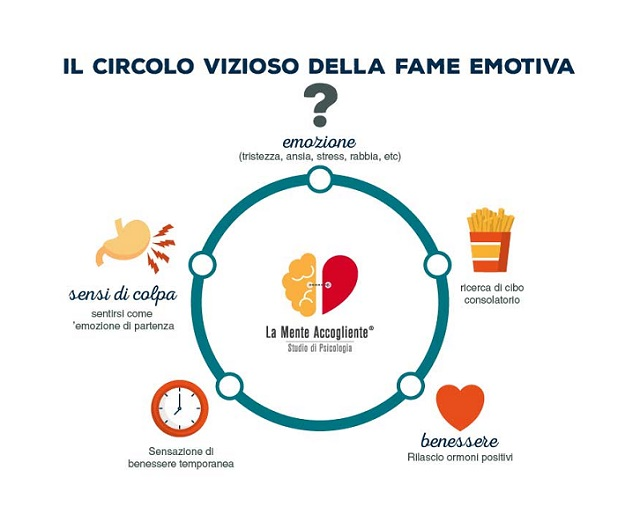 IL CIRCOLO VIZIOSO DELLA FAME EMOTIVA
?
emozione
(tristezza, ansia, stress, rabbia, etc)
ricerca di cibo
consolatorio
benessere
Rilascio ormoni positivi
Sensazione di
benessere temporanea
sensi di colpa
sentirsi come
'emozione di partenza
La Mente Accogliente®
Studio di Psicologia